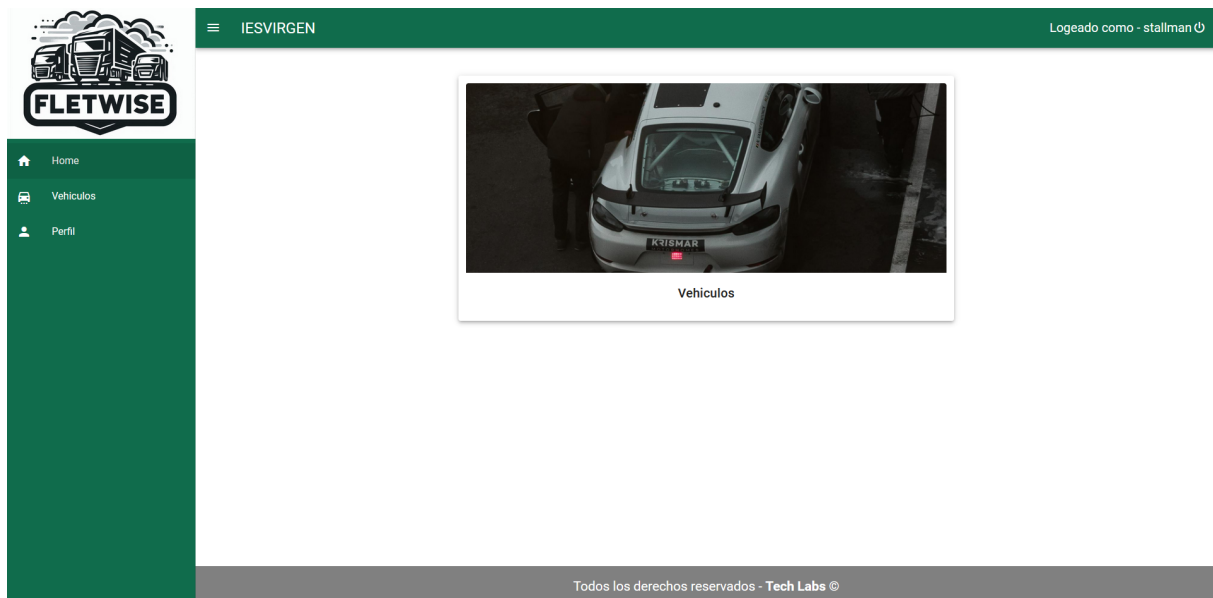 FLETWISE
IESVIRGEN
Logeado como - stallman
Home
Vehiculos
Perfil
KRISMAR
Vehiculos
Todos los derechos reservados - Tech Labs ©